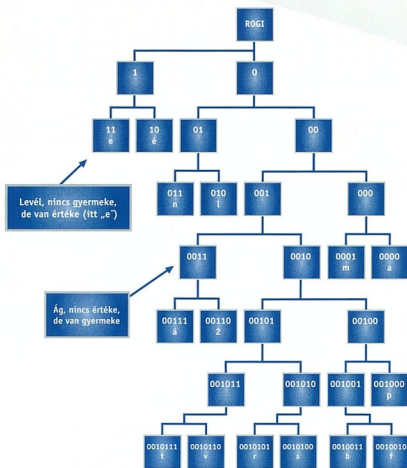 ROGI
1
0
11
e
10
é
01
00
Levél, nincs gyermeke,
de van értéke (itt „e")
011
n
010
l
001
000
0011
0010
0001
m
0000
a
Ág, nincs értéke,
de van gyermeke
00111
á
00110
2
00101
00100
001011
001010
001001
001000
p
0010111
t
0010110
v
0010101
r
0010100
s
0010011
b
0010010
f